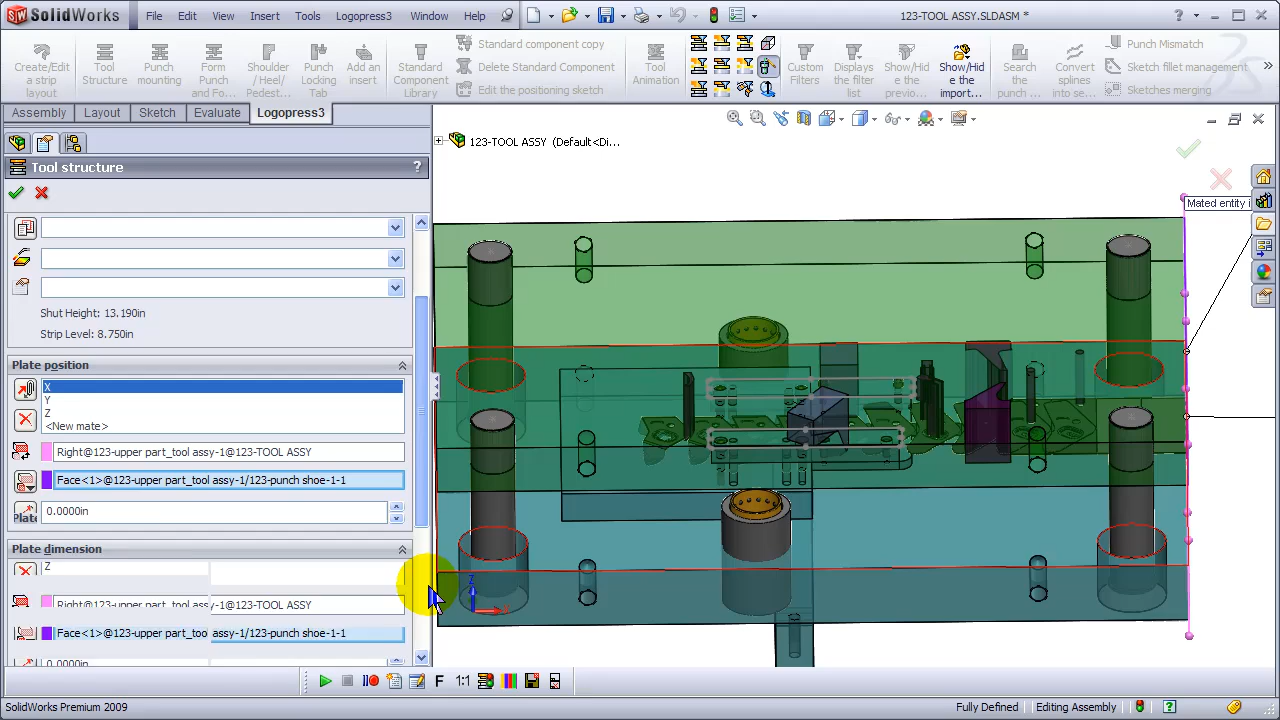 SolidWorks File Edit View Insert Tools Logopress3 Window Help 123-TOOL ASSY.SLDASM *
Create/Edit a strip layout
Tool Structure
Punch mounting
Form Punch and Fo...
Shoulder/Heel/Pedest...
Punch Locking
Add an insert
Standard Component Library
Standard component copy
Delete Standard Component
Edit the positioning sketch
Tool Animation
Custom Filters
Displays the filter list
Show/Hide the previo...
Show/Hide the import...
Search the punch ...
Convert splines into se...
Punch Mismatch
Sketch fillet management
Sketches merging
Assembly Layout Sketch Evaluate Logopress3
123-TOOL ASSY (Default<Di...
Tool structure ?
Mated entity
Shut Height: 13.190in
Strip Level: 8.750in
Plate position
X
Y
Z
<New mate>
Right@123-upper part_tool assy-1@123-TOOL ASSY
Face<1>@123-upper part_tool assy-1/123-punch shoe-1-1
Plate 0.0000in
Plate dimension
Z
Right@123-upper part_tool assy-1@123-TOOL ASSY
Face<1>@123-upper part_tool assy-1/123-punch shoe-1-1
0.0000in
Z
F 1:1
SolidWorks Premium 2009 Fully Defined Editing Assembly